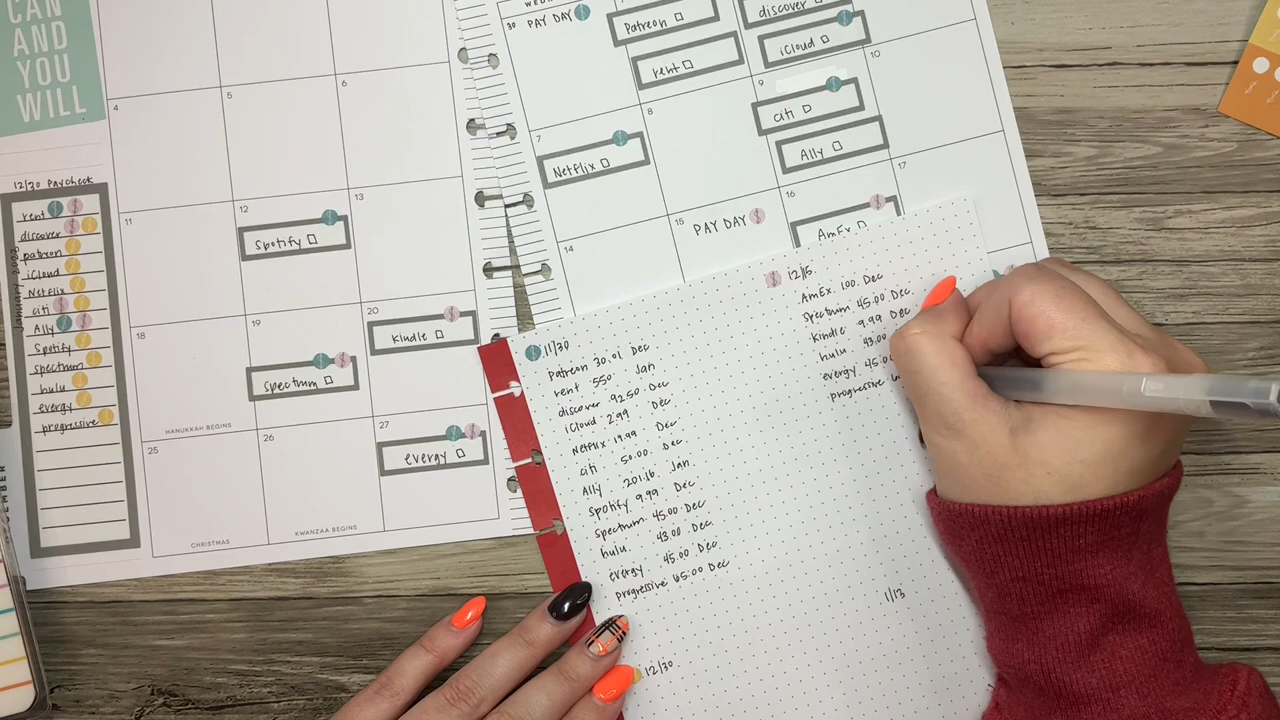 CAN
AND
YOU
WILL
4
5
6
11
12
13
Spotify
18
19
20
Kindle
spectrum
HANUKKAH BEGINS
25
26
27
evergy
CHRISTMAS
KWANZAA BEGINS
12/30 Paycheck
rent
discover
patreon
iCloud
Netflix
citi
Ally
Spotify
spectrum
hulu
evergy
progressive
January 2023
30
PAY DAY
Patreon
rent
discover
iCloud
7
Netflix
8
9
citi
Ally
10
14
15
PAY DAY
16
AmEx
17
11/30
Patreon 30.01 Dec
rent 550. Jan
discover 92.50. Dec
iCloud 2.99 Dec
Netflix. 19.99 Dec
citi 50.00. Dec
Ally 201.16 Jan
spotify 9.99 Dec
spectrum. 45.00. Dec
hulu. 43.00 Dec
evergy 45.00 Dec
progressive 65.00 Dec
12/15
AmEx. 100. Dec
spectrum. 45.00 Dec.
Kindle 9.99 Dec
hulu 43.00
evergy 45.00
progressive
1/13
12/30